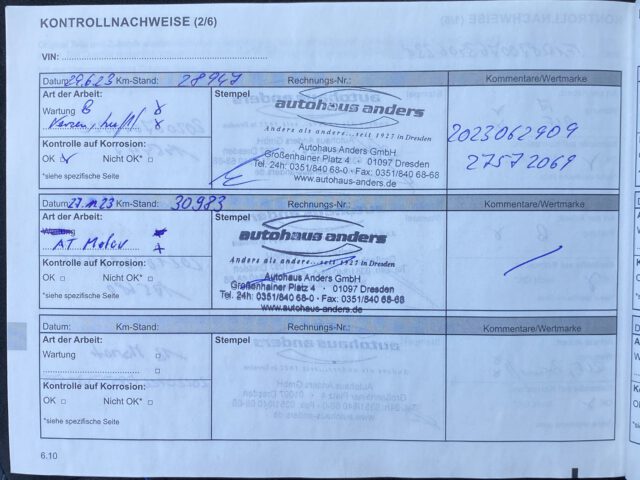 KONTROLLNACHWEISE (2/6)
VIN:
Datum: 29.6.23 Km-Stand: 28947 Rechnungs-Nr.: Kommentare/Wertmarke
Art der Arbeit: Stempel
Wartung B
Kontrolle auf Korrosion:
OK Nicht OK*
*siehe spezifische Seite
autohaus anders
Anders als andere...seit 1927 in Dresden
Autohaus Anders GmbH
Großenhainer Platz 4 · 01097 Dresden
Tel. 24h: 0351/840 68-0 · Fax: 0351/840 68-68
www.autohaus-anders.de
2023062909
27572069
Datum: 27.11.23 Km-Stand: 30983 Rechnungs-Nr.: Kommentare/Wertmarke
Art der Arbeit: Stempel
AT Motor
Kontrolle auf Korrosion:
OK Nicht OK*
*siehe spezifische Seite
autohaus anders
Anders als andere...seit 1927 in Dresden
Autohaus Anders GmbH
Großenhainer Platz 4 · 01097 Dresden
Tel. 24h: 0351/840 68-0 · Fax: 0351/840 68-68
www.autohaus-anders.de
Datum: Km-Stand: Rechnungs-Nr.: Kommentare/Wertmarke
Art der Arbeit: Stempel
Wartung
Kontrolle auf Korrosion:
OK Nicht OK*
*siehe spezifische Seite
6.10